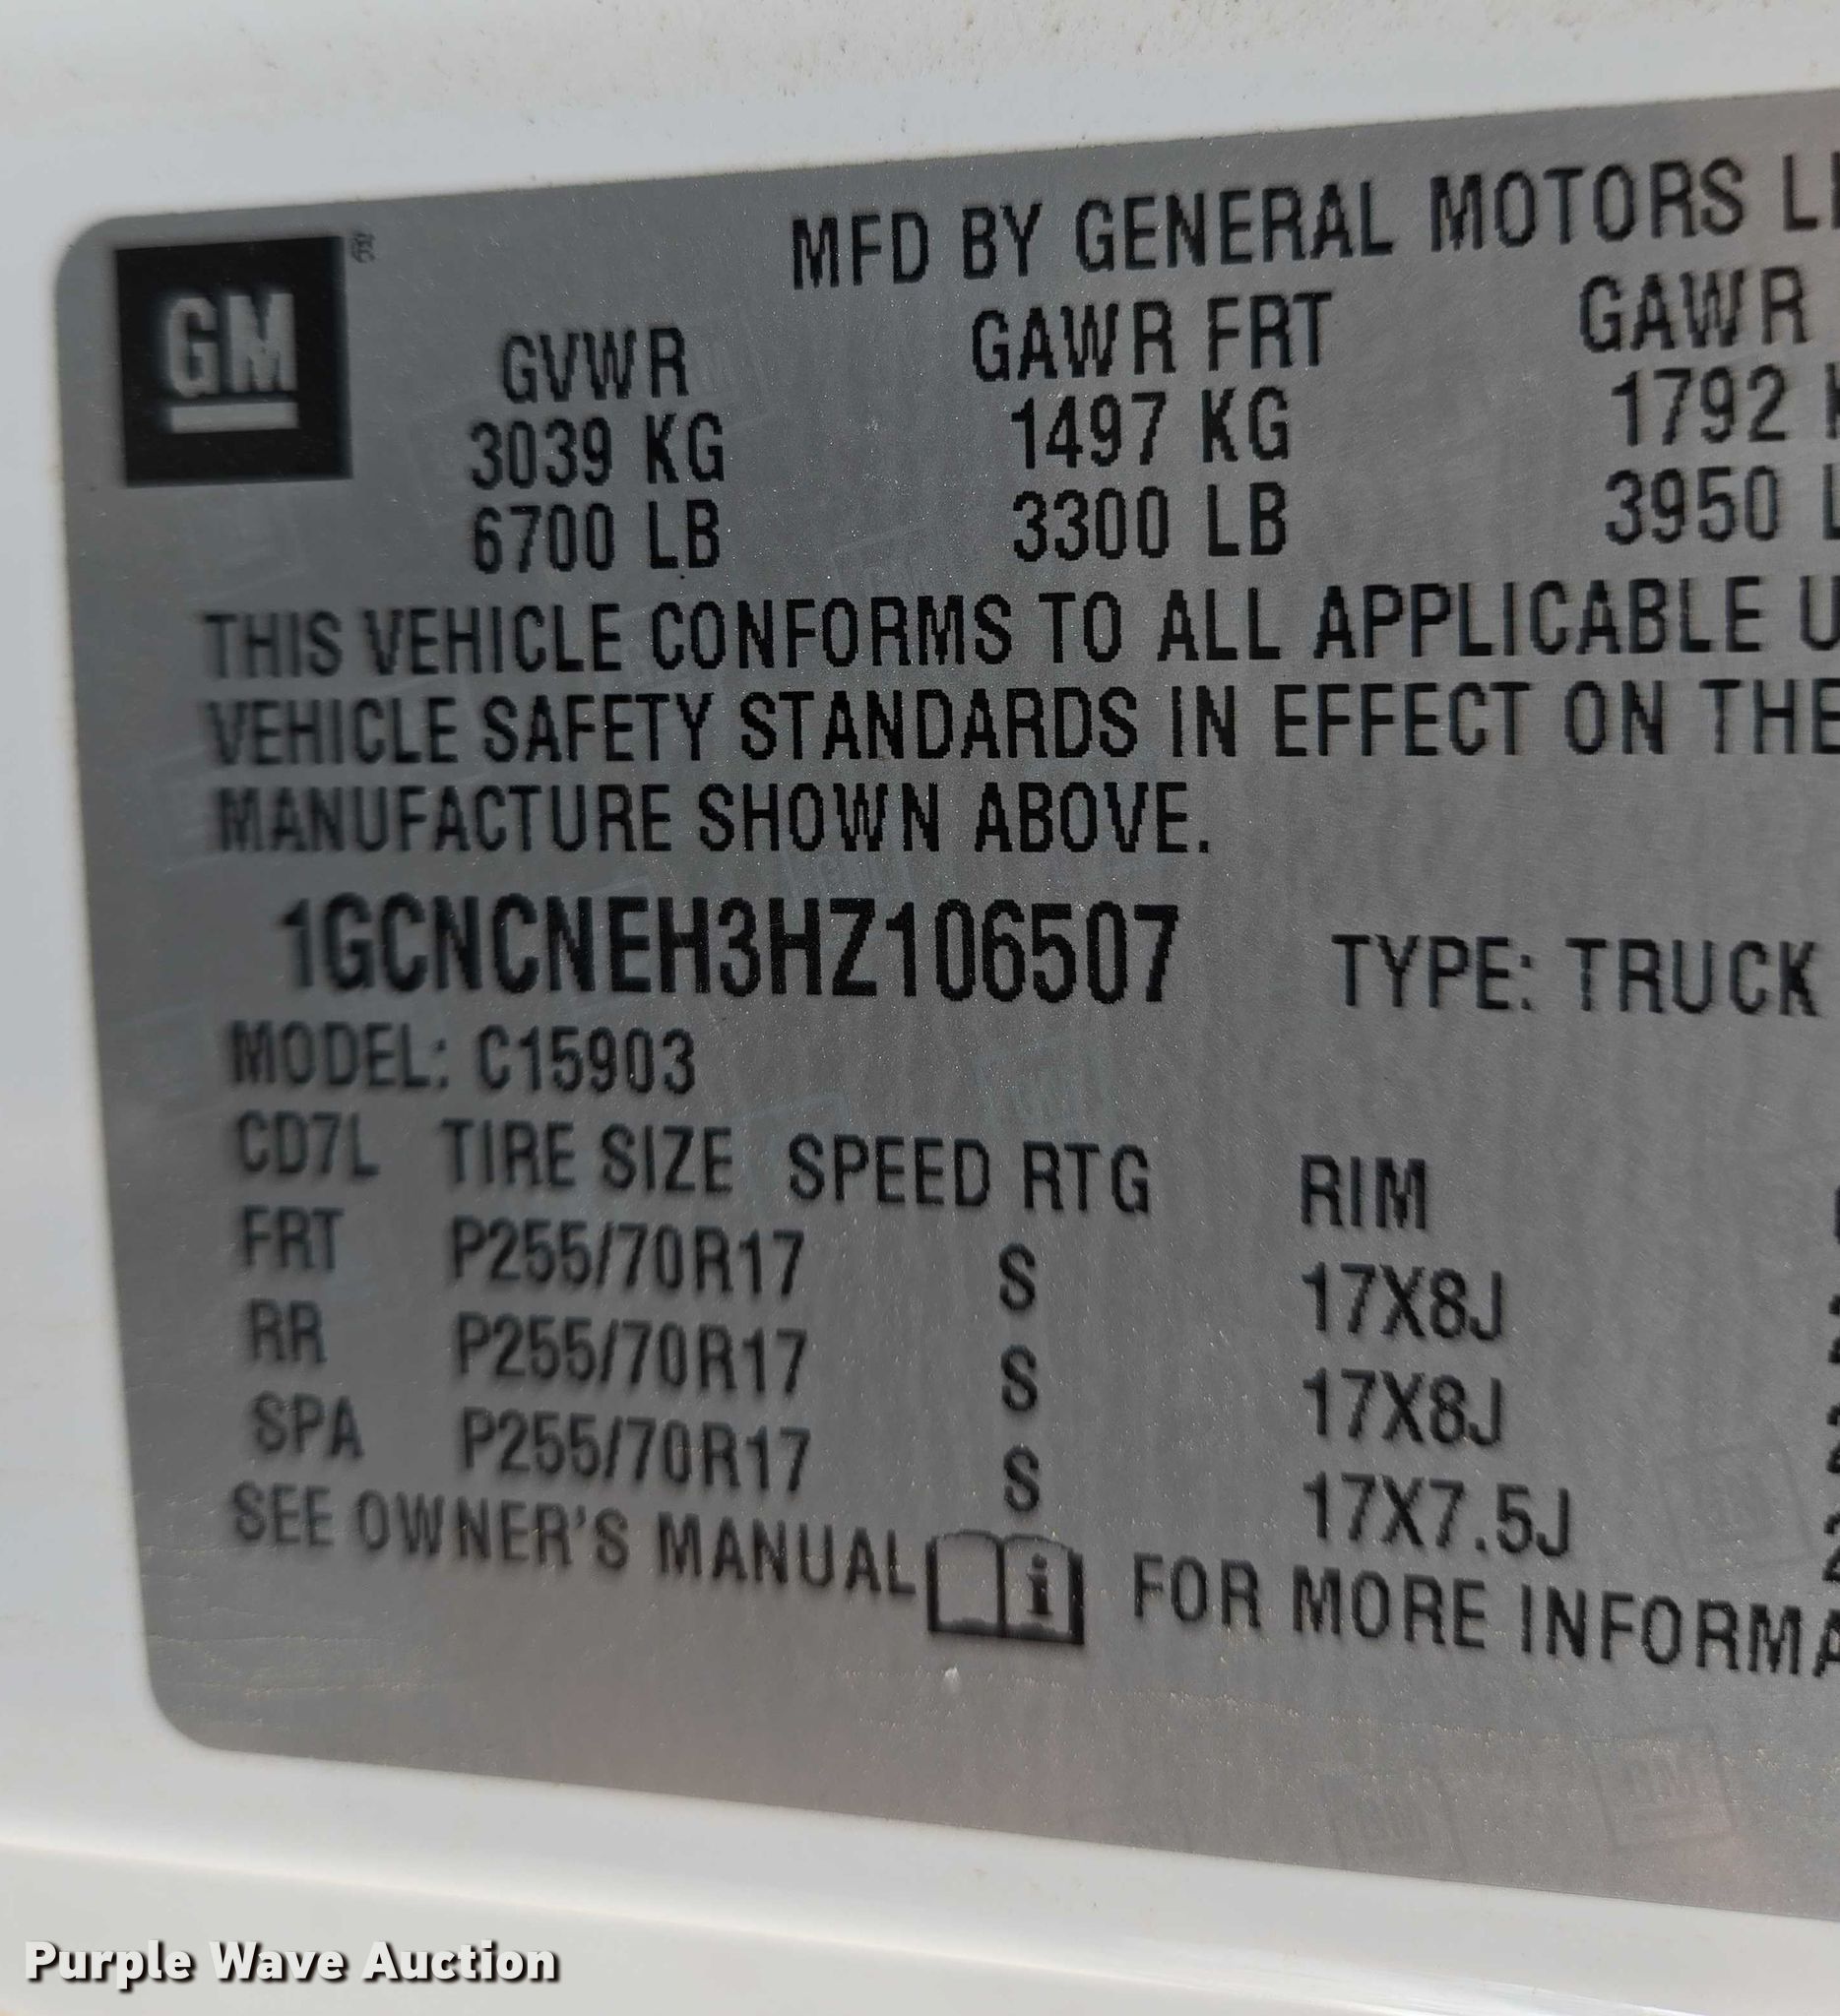 GM ®
MFD BY GENERAL MOTORS
GVWR GAWR FRT GAWR
3039 KG 1497 KG 1792
6700 LB 3300 LB 3950
THIS VEHICLE CONFORMS TO ALL APPLICABLE U
VEHICLE SAFETY STANDARDS IN EFFECT ON THE
MANUFACTURE SHOWN ABOVE.
1GCNCNEH3HZ106507 TYPE: TRUCK
MODEL: C15903
CD7L TIRE SIZE SPEED RTG RIM
FRT P255/70R17 S 17X8J
RR P255/70R17 S 17X8J
SPA P255/70R17 S 17X7.5J
SEE OWNER'S MANUAL i FOR MORE INFORMA
Purple Wave Auction